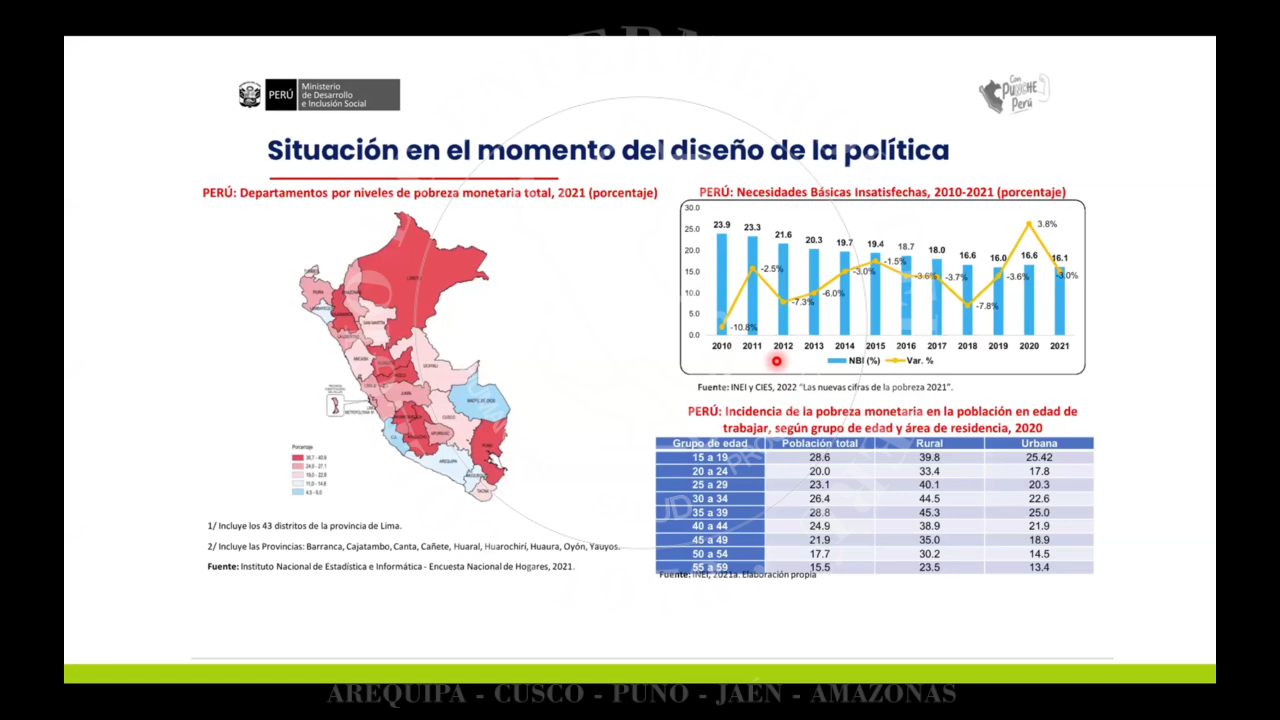 PERÚ
Ministerio
de Desarrollo
e Inclusión Social
Con
PUNCHE
Perú
Situación en el momento del diseño de la política
PERÚ: Departamentos por niveles de pobreza monetaria total, 2021 (porcentaje)
LORETO
PIURA
SAN MARTIN
UCAYALI
JUNIN
CUSCO
MADRE DE DIOS
ICA
PUNO
AREQUIPA
TACNA
Porcentaje
1/ Incluye los 43 distritos de la provincia de Lima.
2/ Incluye las Provincias: Barranca, Cajatambo, Canta, Cañete, Huaral, Huarochirí, Huaura, Oyón, Yauyos.
Fuente: Instituto Nacional de Estadística e Informática - Encuesta Nacional de Hogares, 2021.
PERÚ: Necesidades Básicas Insatisfechas, 2010-2021 (porcentaje)
30.0
25.0
20.0
15.0
10.0
5.0
0.0
23.9 23.3 21.6 20.3 19.7 19.4 18.7 18.0 16.6 16.0 16.6 16.1
-10.8% -2.5% -7.3% -6.0% -3.0% -1.5% -3.6% -3.7% -7.8% -3.6% 3.8% -3.0%
2010 2011 2012 2013 2014 2015 2016 2017 2018 2019 2020 2021
NBI (%) Var. %
Fuente: INEI y CIES, 2022 "Las nuevas cifras de la pobreza 2021".
PERÚ: Incidencia de la pobreza monetaria en la población en edad de
trabajar, según grupo de edad y área de residencia, 2020
Grupo de edad Población total Rural Urbana
15 a 19 28.6 39.8 25.42
20 a 24 20.0 33.4 17.8
25 a 29 23.1 40.1 20.3
30 a 34 26.4 44.5 22.6
35 a 39 28.8 45.3 25.0
40 a 44 24.9 38.9 21.9
45 a 49 21.9 35.0 18.9
50 a 54 17.7 30.2 14.5
55 a 59 15.5 23.5 13.4
Fuente: INEI, 2021a. Elaboración propia
AREQUIPA - CUSCO - PUNO - JAÉN - AMAZONAS